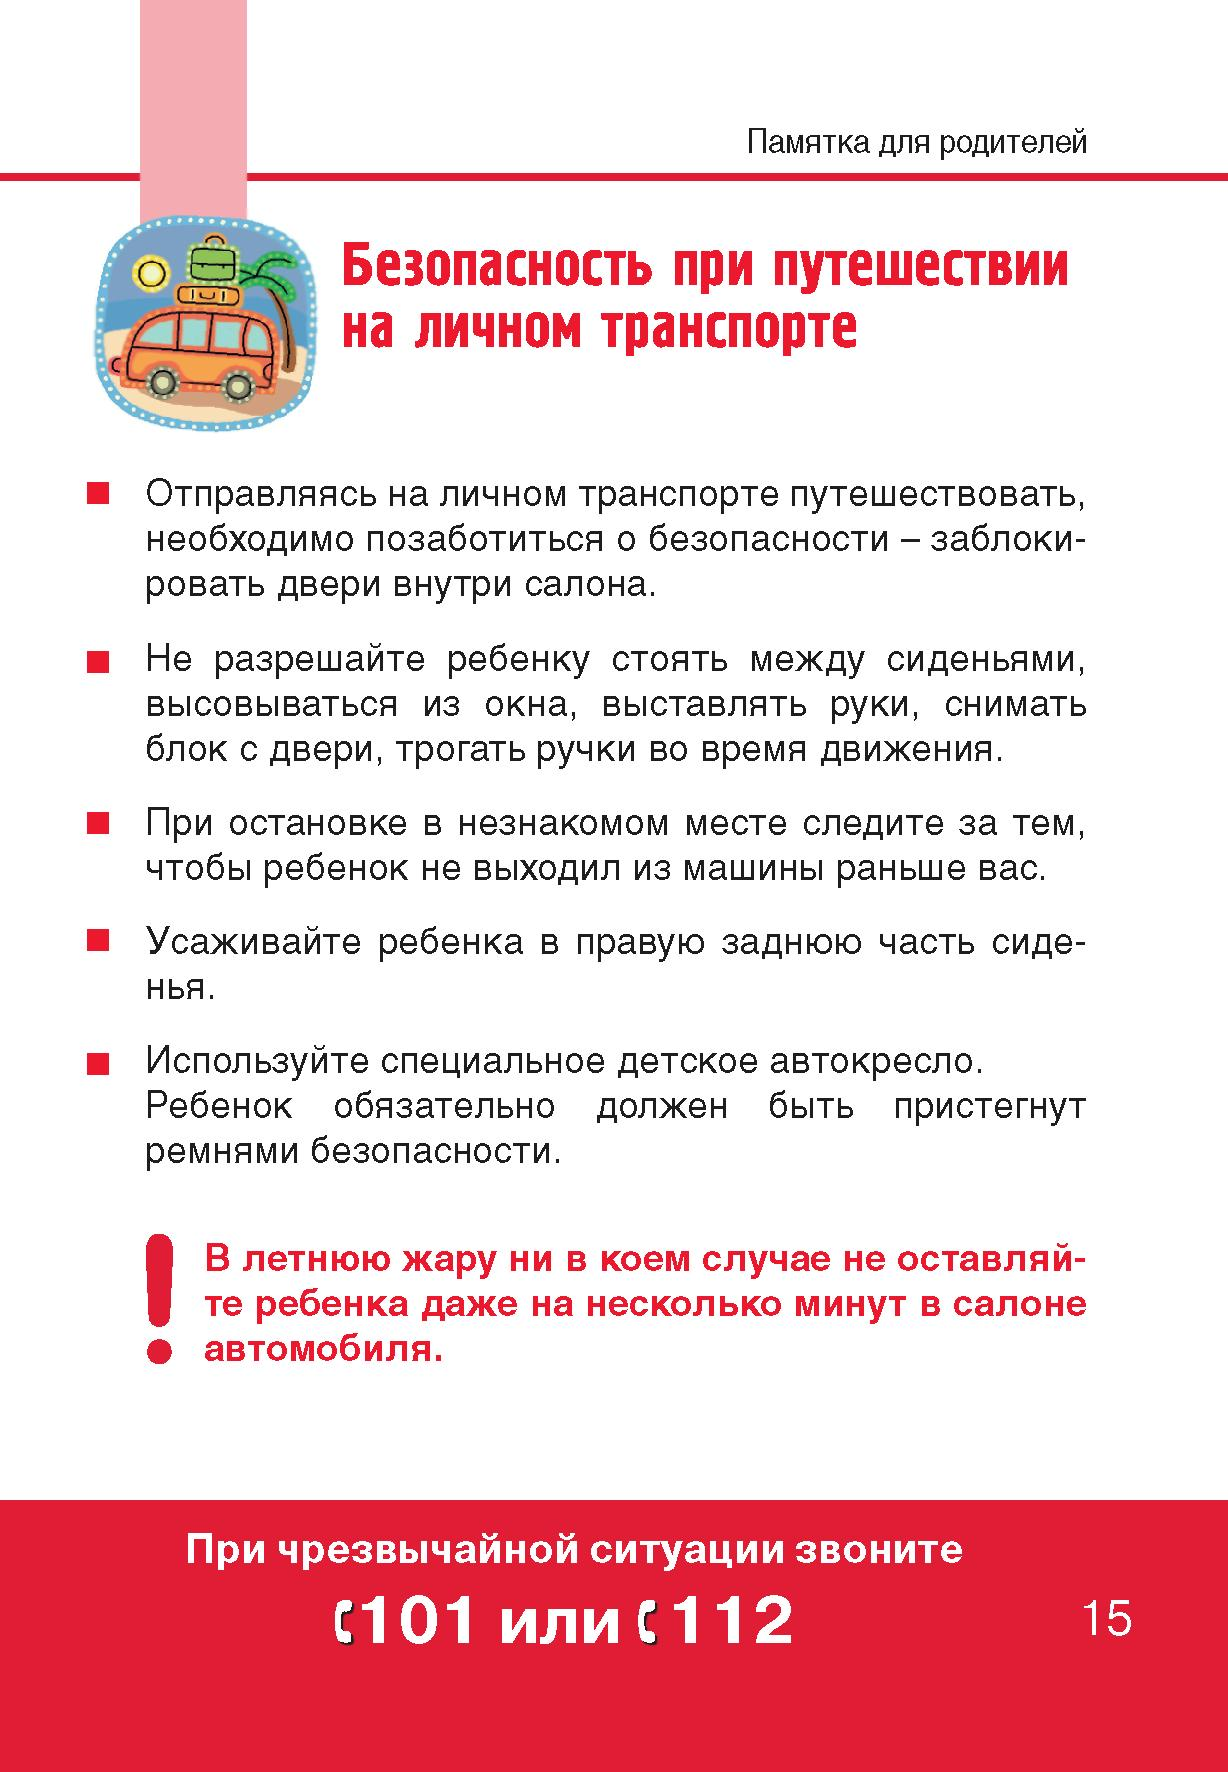 Памятка для родителей
Безопасность при путешествии
на личном транспорте
Отправляясь на личном транспорте путешествовать,
необходимо позаботиться о безопасности – заблоки-
ровать двери внутри салона.
Не разрешайте ребенку стоять между сиденьями,
высовываться из окна, выставлять руки, снимать
блок с двери, трогать ручки во время движения.
При остановке в незнакомом месте следите за тем,
чтобы ребенок не выходил из машины раньше вас.
Усаживайте ребенка в правую заднюю часть сиде-
нья.
Используйте специальное детское автокресло.
Ребенок обязательно должен быть пристегнут
ремнями безопасности.
В летнюю жару ни в коем случае не оставляй-
те ребенка даже на несколько минут в салоне
автомобиля.
При чрезвычайной ситуации звоните
101 или 112
15